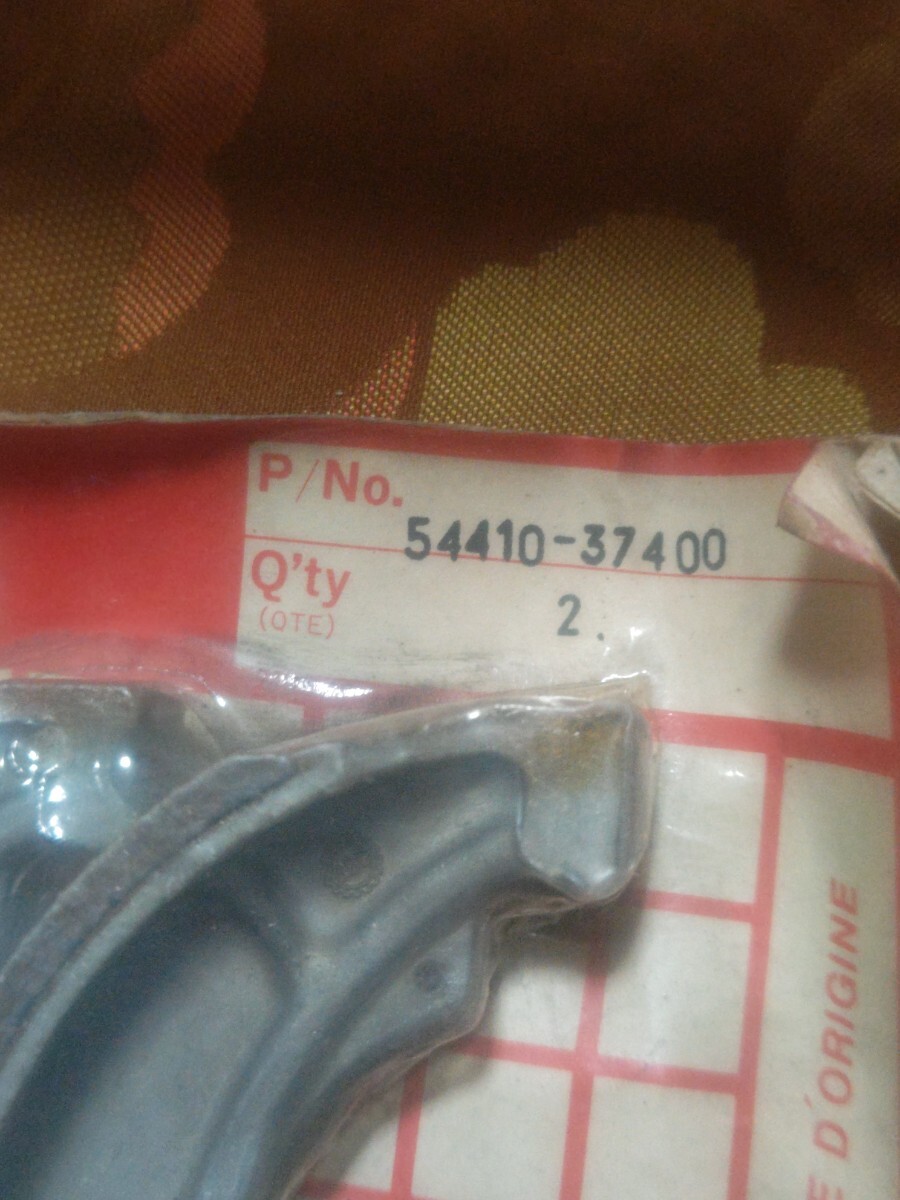 P/No.
54410-37400
Q'ty
(QTE)
2.
D'ORIGINE